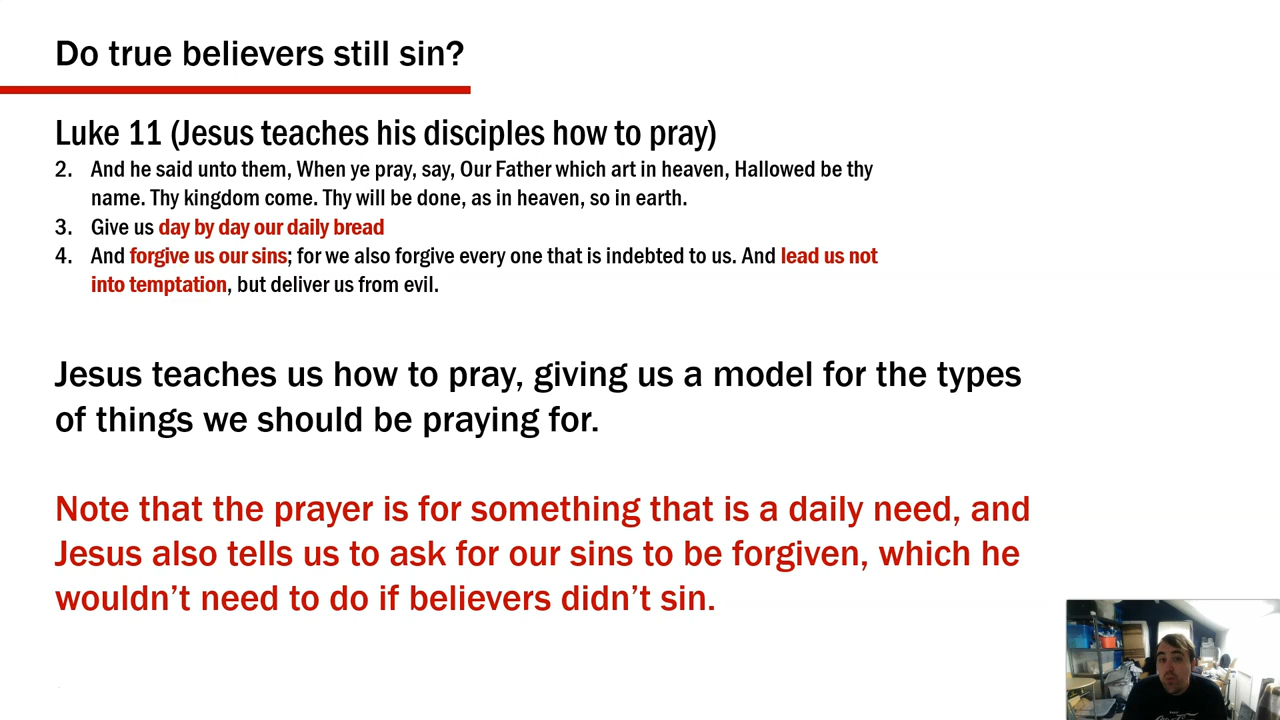 Do true believers still sin?
Luke 11 (Jesus teaches his disciples how to pray)
2. And he said unto them, When ye pray, say, Our Father which art in heaven, Hallowed be thy
name. Thy kingdom come. Thy will be done, as in heaven, so in earth.
3. Give us day by day our daily bread
4. And forgive us our sins; for we also forgive every one that is indebted to us. And lead us not
into temptation, but deliver us from evil.
Jesus teaches us how to pray, giving us a model for the types
of things we should be praying for.
Note that the prayer is for something that is a daily need, and
Jesus also tells us to ask for our sins to be forgiven, which he
wouldn’t need to do if believers didn’t sin.